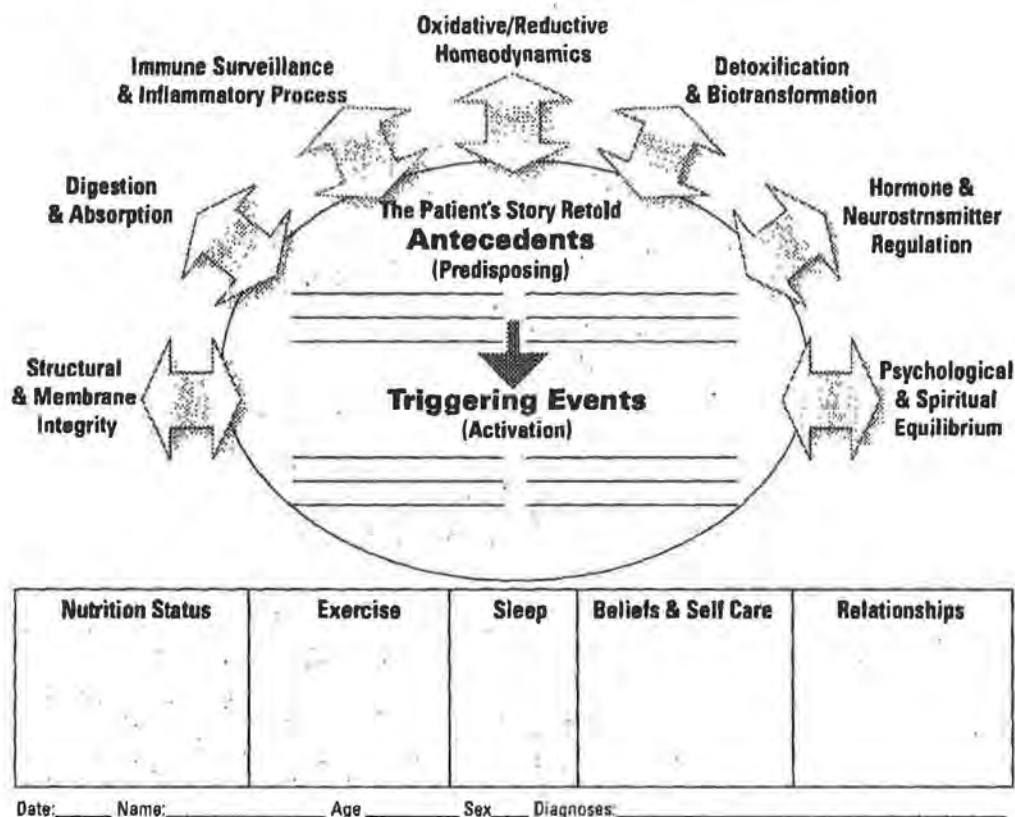 Oxidative/Reductive
Homeodynamics
Immune Surveillance
& Inflammatory Process
Detoxification
& Biotransformation
Digestion
& Absorption
Hormone &
Neurostrnsmitter
Regulation
The Patient's Story Retold
Antecedents
(Predisposing)
Structural
& Membrane
Integrity
Triggering Events
(Activation)
Psychological
& Spiritual
Equilibrium
Nutrition Status Exercise Sleep Beliefs & Self Care Relationships
Date: Name: Age Sex Diagnoses: